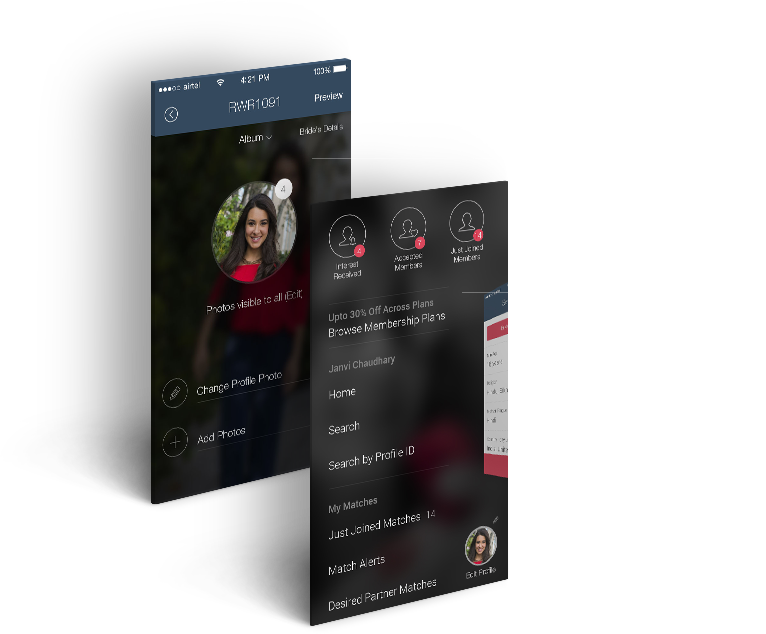 airtel
4:21 PM
100%
RWR1091
Preview
Album
Bride's Details
4
Photos visible to all (Edit)
Change Profile Photo
Add Photos
4
7
14
Interest
Received
Accepted
Members
Just Joined
Members
Upto 30% Off Across Plans
Browse Membership Plans
Janvi Chaudhary
Home
Search
Search by Profile ID
My Matches
Just Joined Matches 14
Match Alerts
Desired Partner Matches
Edit Profile